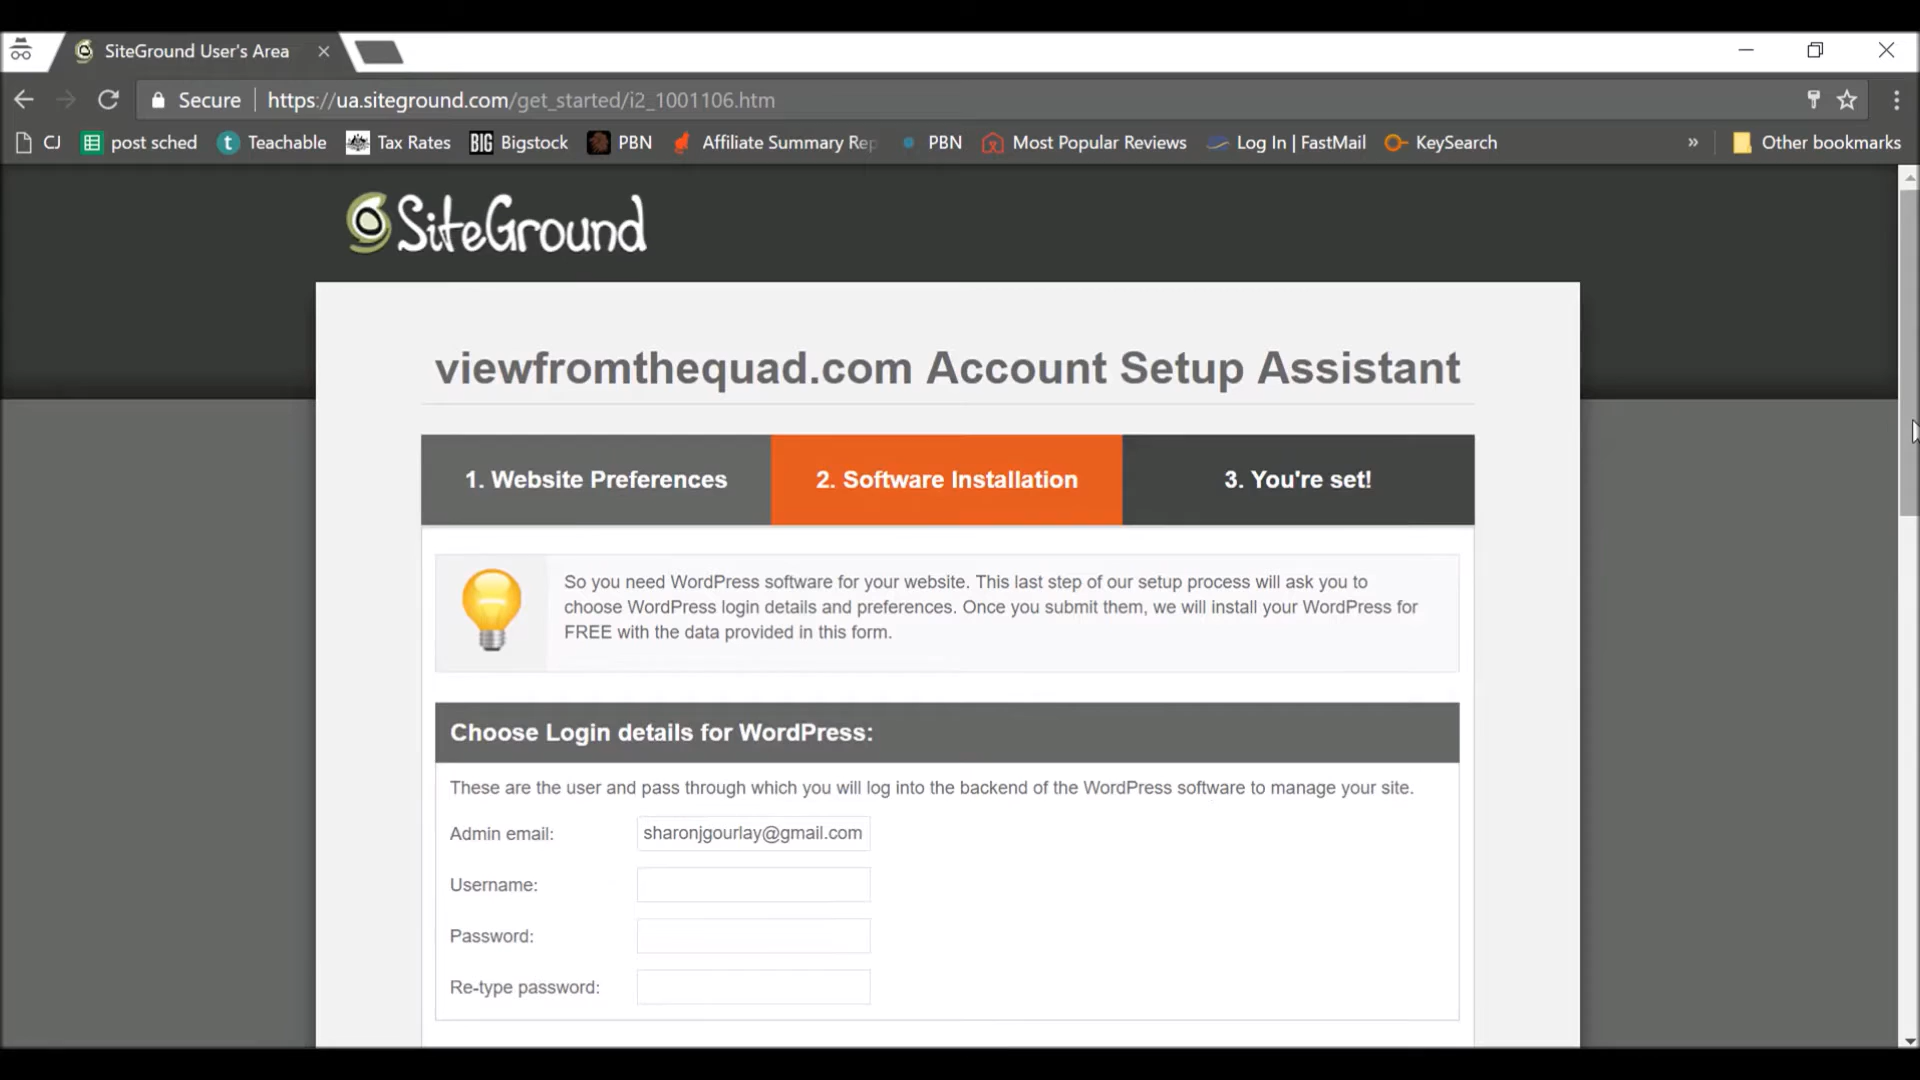 SiteGround User's Area
Secure https://ua.siteground.com/get_started/i2_1001106.htm
CJ post sched Teachable Tax Rates BIG Bigstock PBN Affiliate Summary Rep PBN Most Popular Reviews Log In | FastMail KeySearch » Other bookmarks
SiteGround
viewfromthequad.com Account Setup Assistant
1. Website Preferences 2. Software Installation 3. You're set!
So you need WordPress software for your website. This last step of our setup process will ask you to
choose WordPress login details and preferences. Once you submit them, we will install your WordPress for
FREE with the data provided in this form.
Choose Login details for WordPress:
These are the user and pass through which you will log into the backend of the WordPress software to manage your site.
Admin email: sharonjgourlay@gmail.com
Username:
Password:
Re-type password: